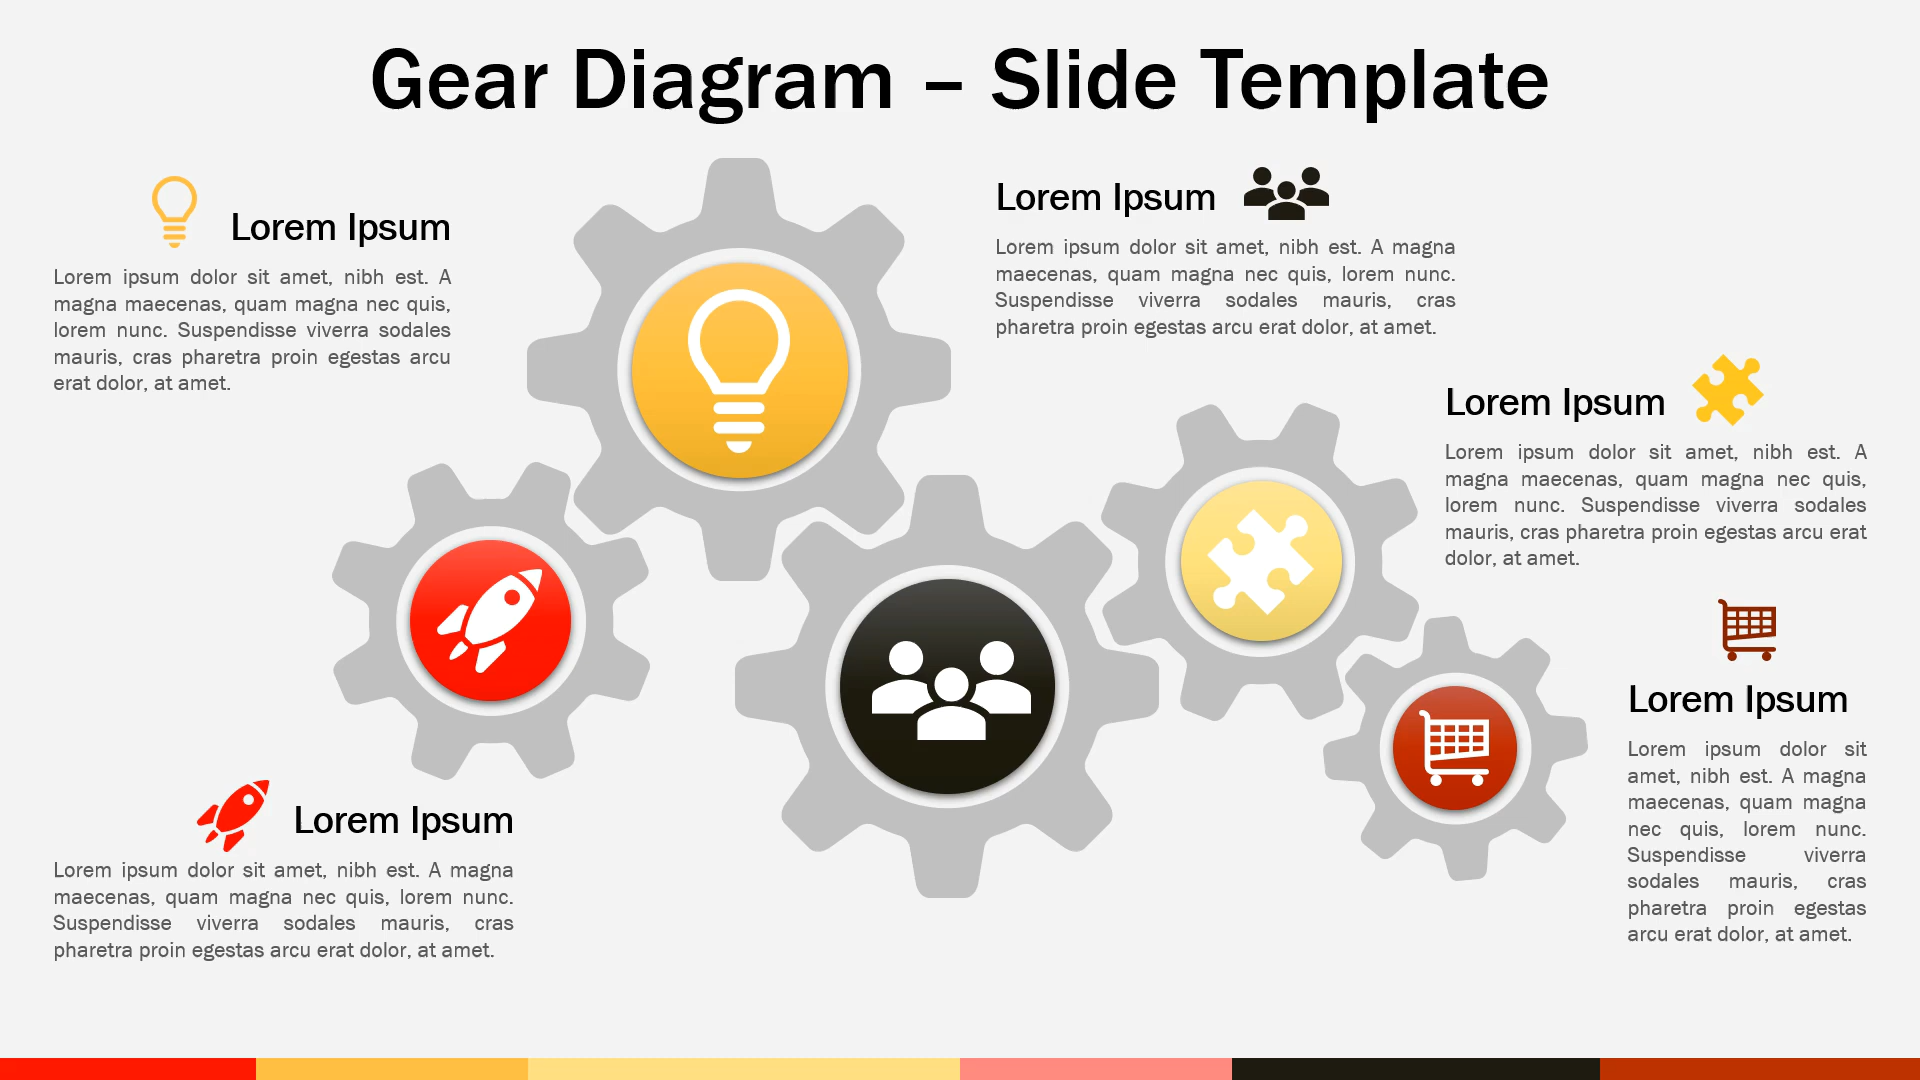 Gear Diagram – Slide Template
Lorem Ipsum
Lorem ipsum dolor sit amet, nibh est. A
magna maecenas, quam magna nec quis,
lorem nunc. Suspendisse viverra sodales
mauris, cras pharetra proin egestas arcu
erat dolor, at amet.
Lorem Ipsum
Lorem ipsum dolor sit amet, nibh est. A magna
maecenas, quam magna nec quis, lorem nunc.
Suspendisse viverra sodales mauris, cras
pharetra proin egestas arcu erat dolor, at amet.
Lorem Ipsum
Lorem ipsum dolor sit amet, nibh est. A
magna maecenas, quam magna nec quis,
lorem nunc. Suspendisse viverra sodales
mauris, cras pharetra proin egestas arcu erat
dolor, at amet.
Lorem Ipsum
Lorem ipsum dolor sit
amet, nibh est. A magna
maecenas, quam magna
nec quis, lorem nunc.
Suspendisse viverra
sodales mauris, cras
pharetra proin egestas
arcu erat dolor, at amet.
Lorem Ipsum
Lorem ipsum dolor sit amet, nibh est. A magna
maecenas, quam magna nec quis, lorem nunc.
Suspendisse viverra sodales mauris, cras
pharetra proin egestas arcu erat dolor, at amet.